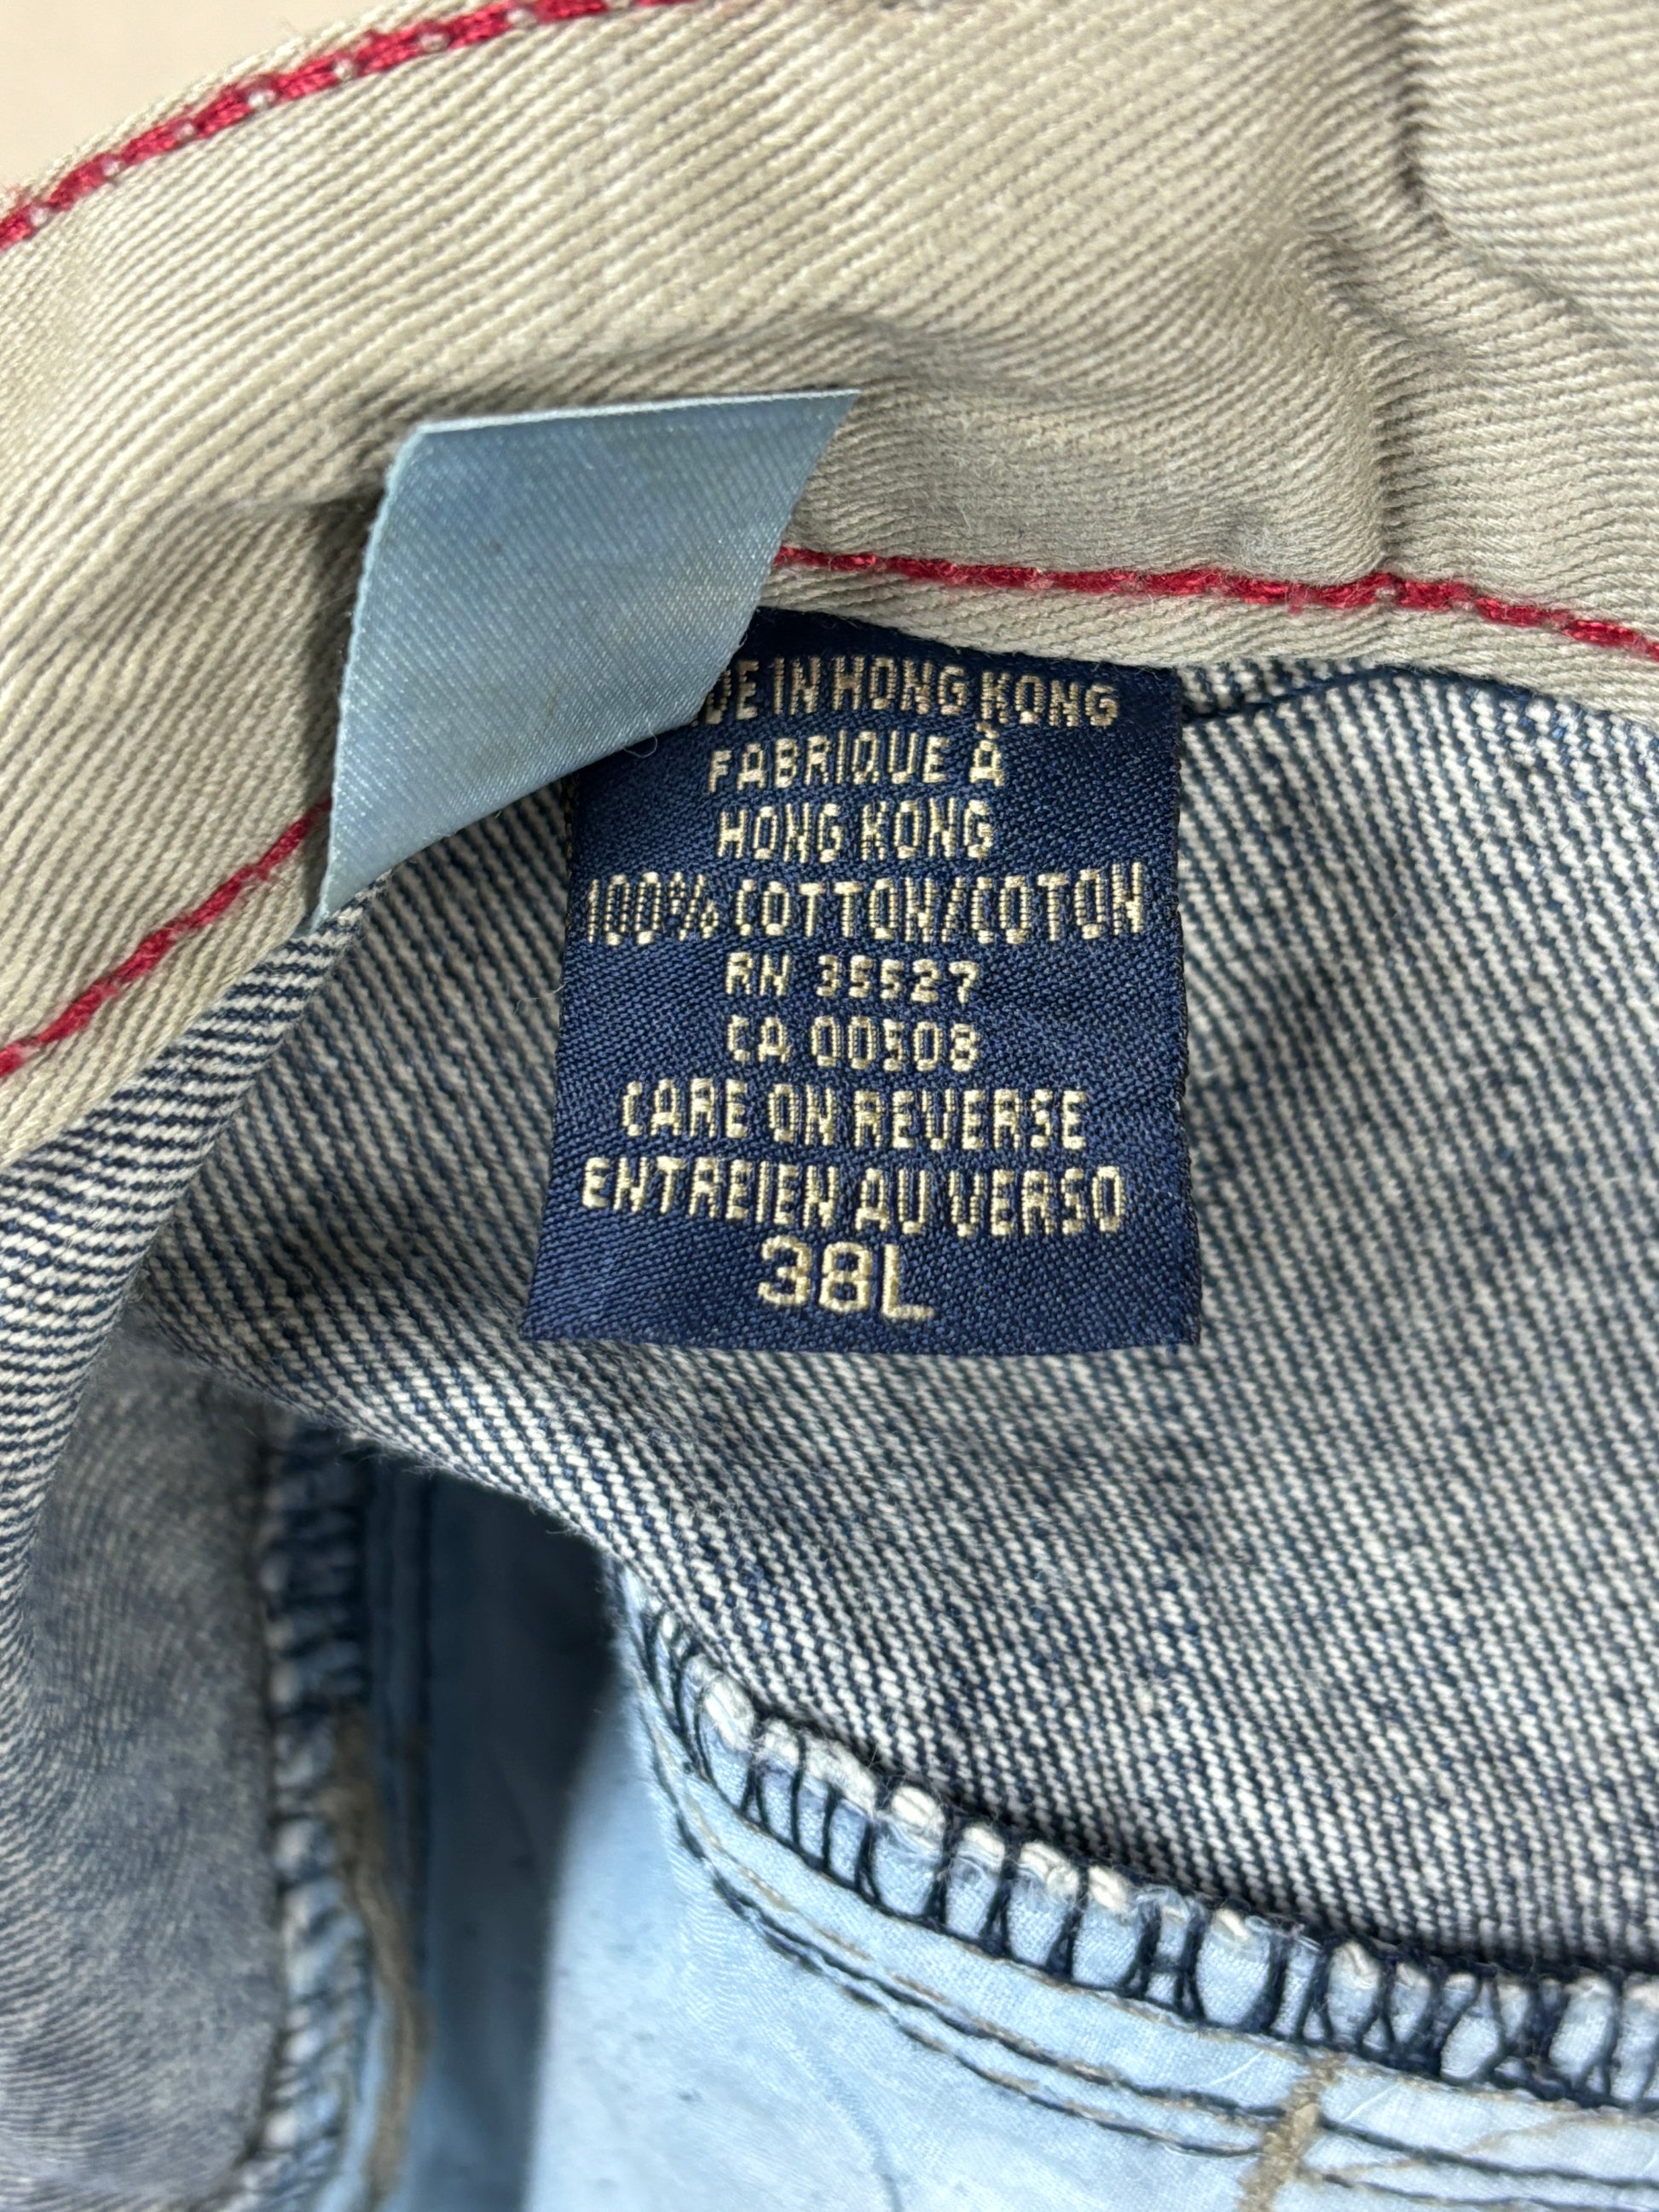 DE IN HONG KONG
FABRIQUE À
HONG KONG
100% COTTON/COTON
RN 35527
CA 00508
CARE ON REVERSE
ENTREIEN AU VERSO
38L